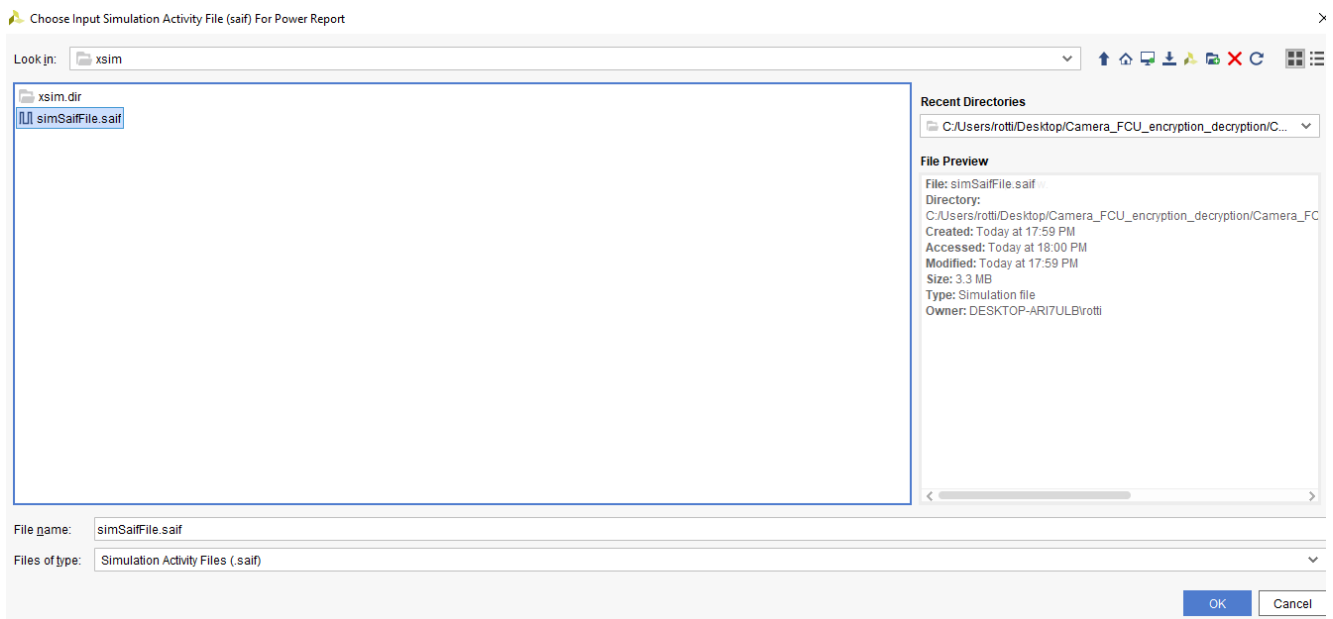 Choose Input Simulation Activity File (saif) For Power Report
Look in: xsim
xsim.dir
simSaifFile.saif
Recent Directories
C:/Users/rotti/Desktop/Camera_FCU_encryption_decryption/C...
File Preview
File: simSaifFile.saif
Directory:
C:/Users/rotti/Desktop/Camera_FCU_encryption_decryption/Camera_FC
Created: Today at 17:59 PM
Accessed: Today at 18:00 PM
Modified: Today at 17:59 PM
Size: 3.3 MB
Type: Simulation file
Owner: DESKTOP-ARI7ULB\rotti
File name: simSaifFile.saif
Files of type: Simulation Activity Files (.saif)
OK Cancel